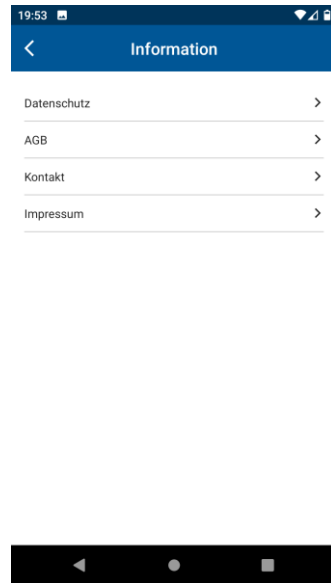 19:53
Information
Datenschutz
AGB
Kontakt
Impressum